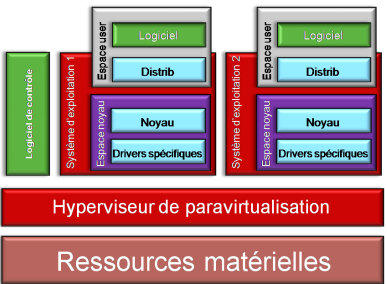 Logiciel de contrôle
Système d'exploitation 1
Espace user
Logiciel
Distrib
Espace noyau
Noyau
Drivers spécifiques
Système d'exploitation 2
Espace user
Logiciel
Distrib
Espace noyau
Noyau
Drivers spécifiques
Hyperviseur de paravirtualisation
Ressources matérielles